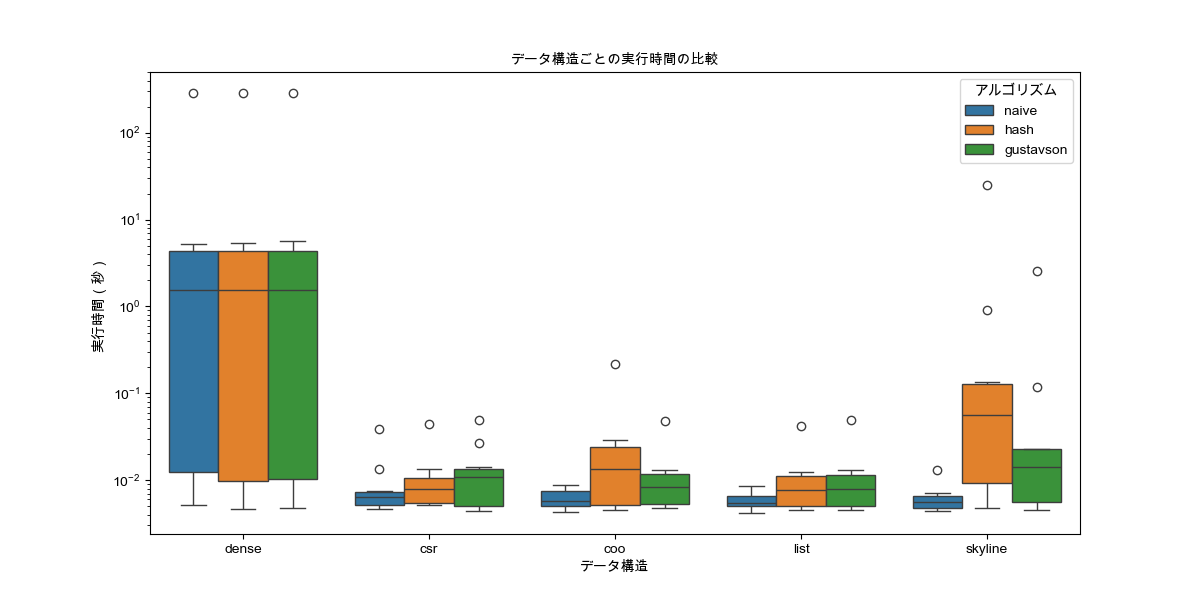 データ構造ごとの実行時間の比較
アルゴリズム
naive
hash
gustavson
実行時間 ( 秒 )
10²
10¹
10⁰
10⁻¹
10⁻²
dense
csr
coo
list
skyline
データ構造